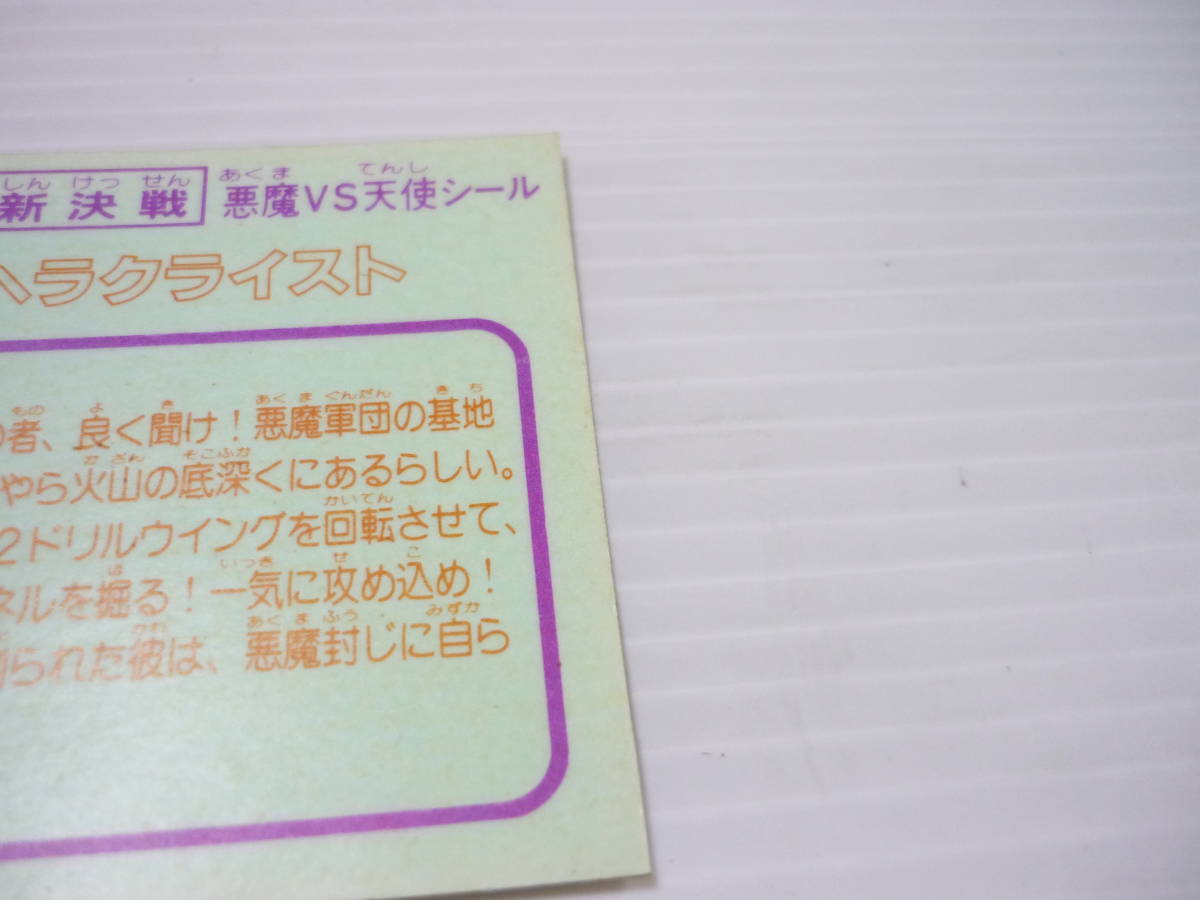 新決戦 悪魔VS天使シール
ヘラクライスト
者、良く聞け！悪魔軍団の基地
やら火山の底深くにあるらしい。
2ドリルウイングを回転させて、
ネルを掘る！一気に攻め込め！
られた彼は、悪魔封じに自ら